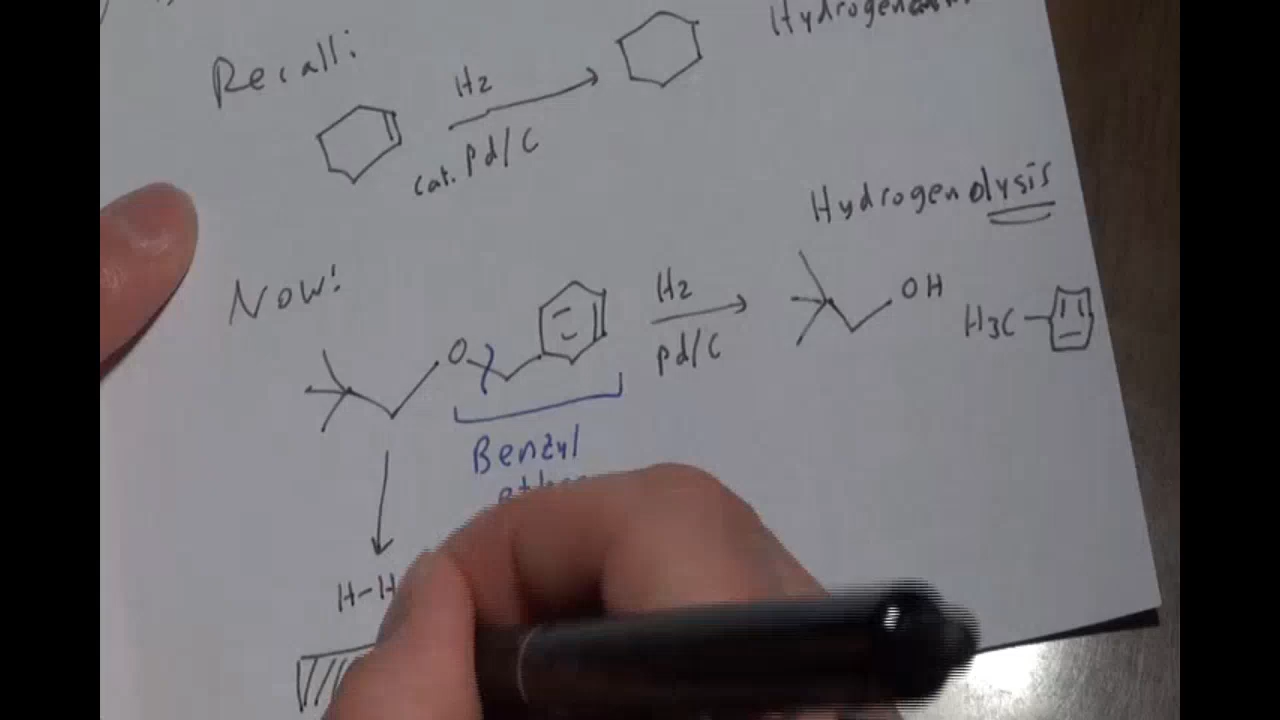 Recall:
H2
cat. Pd/C
Hydrogenolysis
Now!
O
H2
pd/C
OH
H3C
Benzyl
H-H